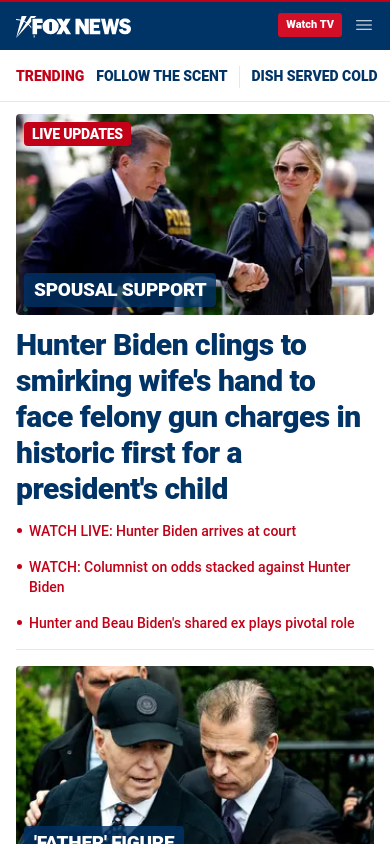 FOX NEWS
Watch TV
TRENDING FOLLOW THE SCENT DISH SERVED COLD
LIVE UPDATES
POLICE
SPOUSAL SUPPORT
Hunter Biden clings to
smirking wife's hand to
face felony gun charges in
historic first for a
president's child
WATCH LIVE: Hunter Biden arrives at court
WATCH: Columnist on odds stacked against Hunter
Biden
Hunter and Beau Biden's shared ex plays pivotal role
'FATHER' FIGURE